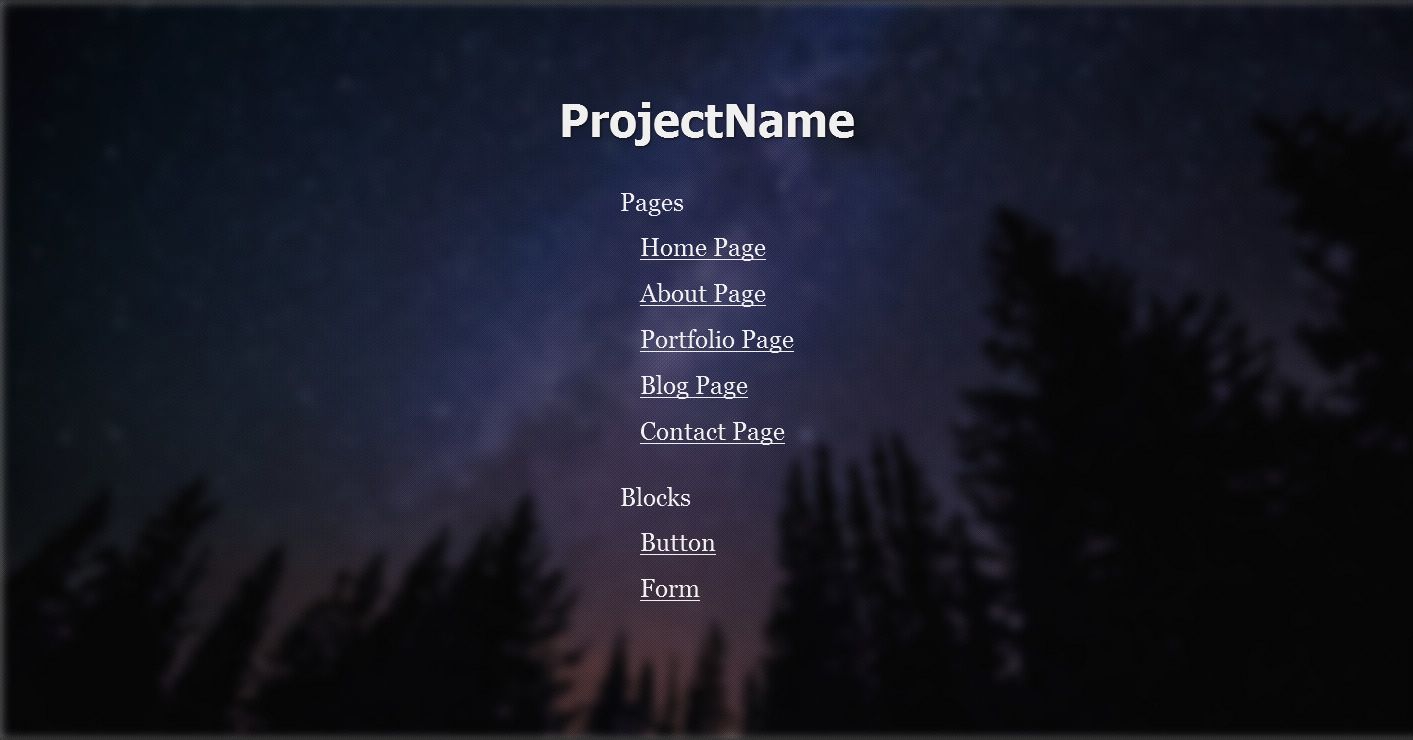 ProjectName
Pages
Home Page
About Page
Portfolio Page
Blog Page
Contact Page
Blocks
Button
Form